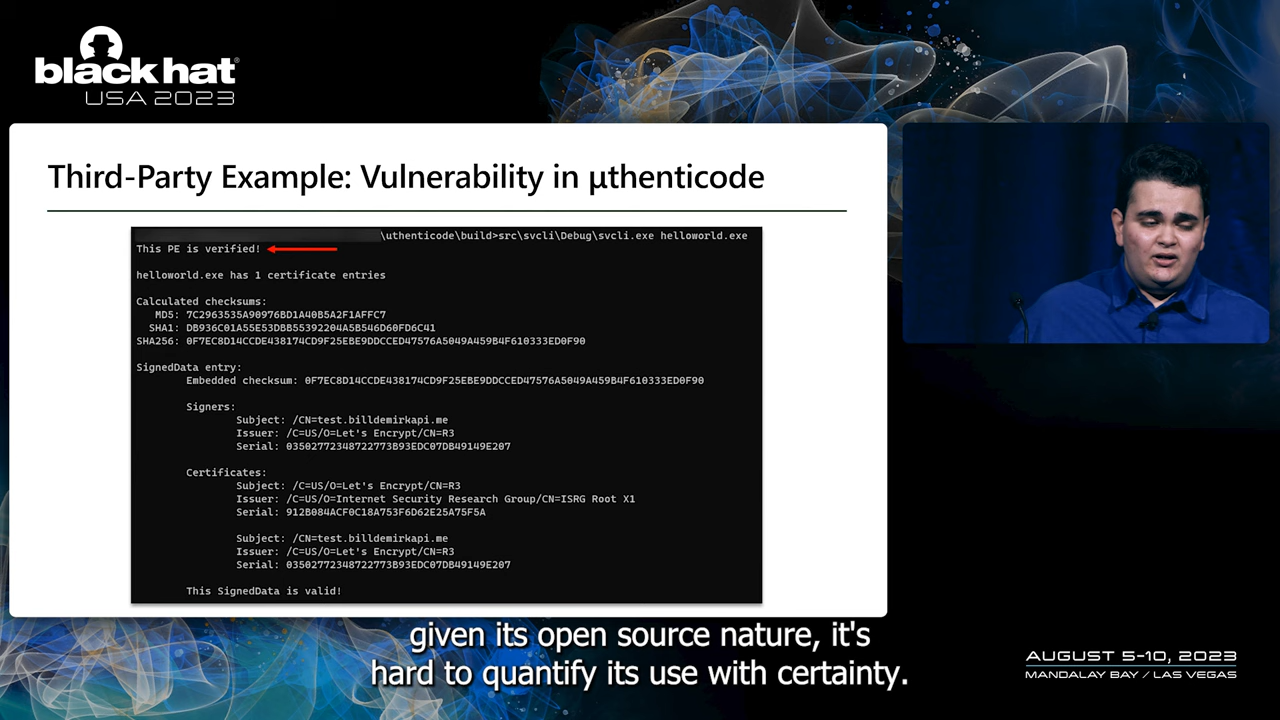 black hat®
USA 2023
Third-Party Example: Vulnerability in µthenticode
\uthenticode\build>src\svcli\Debug\svcli.exe helloworld.exe
This PE is verified!
helloworld.exe has 1 certificate entries
Calculated checksums:
MD5: 7C2963535A90976BD1A40B5A2F1AFFC7
SHA1: DB936C01A55E53DBB55392204A5B546D60FD6C41
SHA256: 0F7EC8D14CCDE438174CD9F25EBE9DDCCED47576A5049A459B4F610333ED0F90
SignedData entry:
Embedded checksum: 0F7EC8D14CCDE438174CD9F25EBE9DDCCED47576A5049A459B4F610333ED0F90
Signers:
Subject: /CN=test.billdemirkapi.me
Issuer: /C=US/O=Let's Encrypt/CN=R3
Serial: 03502772348722773B93EDC07DB49149E207
Certificates:
Subject: /C=US/O=Let's Encrypt/CN=R3
Issuer: /C=US/O=Internet Security Research Group/CN=ISRG Root X1
Serial: 912B084ACF0C18A753F6D62E25A75F5A
Subject: /CN=test.billdemirkapi.me
Issuer: /C=US/O=Let's Encrypt/CN=R3
Serial: 03502772348722773B93EDC07DB49149E207
This SignedData is valid!
given its open source nature, it's
hard to quantify its use with certainty.
AUGUST 5-10, 2023
MANDALAY BAY / LAS VEGAS